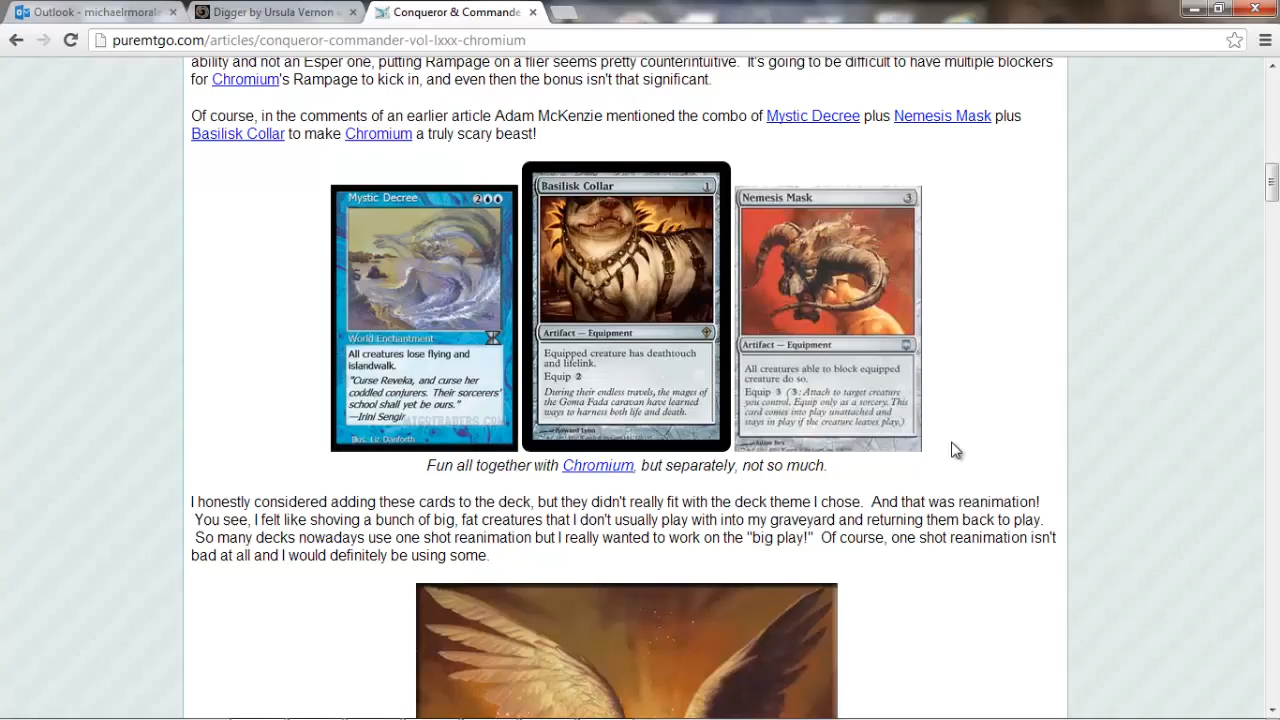 Outlook - michaelrmorale
Digger by Ursula Vernon
Conqueror & Commande
puremtgo.com/articles/conqueror-commander-vol-lxxx-chromium
ability and not an Esper one, putting Rampage on a flier seems pretty counterintuitive. It's going to be difficult to have multiple blockers
for Chromium's Rampage to kick in, and even then the bonus isn't that significant.
Of course, in the comments of an earlier article Adam McKenzie mentioned the combo of Mystic Decree plus Nemesis Mask plus
Basilisk Collar to make Chromium a truly scary beast!
Mystic Decree 2
World Enchantment
All creatures lose flying and
islandwalk.
"Curse Reveka, and curse her
coddled conjurers. Their sorcerers'
school shall yet be ours."
—Irini Sengir
Illus. Liz Danforth
Basilisk Collar 1
Artifact — Equipment
Equipped creature has deathtouch
and lifelink.
Equip 2
During their endless travels, the mages of
the Goma Fada caravan have learned
ways to harness both life and death.
Howard Lyon
Nemesis Mask 3
Artifact — Equipment
All creatures able to block equipped
creature do so.
Equip 3 (3: Attach to target creature
you control. Equip only as a sorcery. This
card comes into play unattached and
stays in play if the creature leaves play.)
Fun all together with Chromium, but separately, not so much.
I honestly considered adding these cards to the deck, but they didn't really fit with the deck theme I chose. And that was reanimation!
You see, I felt like shoving a bunch of big, fat creatures that I don't usually play with into my graveyard and returning them back to play.
So many decks nowadays use one shot reanimation but I really wanted to work on the "big play!" Of course, one shot reanimation isn't
bad at all and I would definitely be using some.